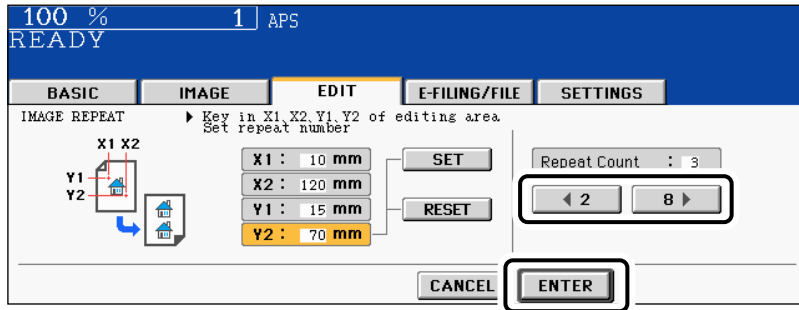 100 % 1 APS
READY
BASIC IMAGE EDIT E-FILING/FILE SETTINGS
IMAGE REPEAT ▶ Key in X1,X2,Y1,Y2 of editing area
Set repeat number
X1 X2
Y1
Y2
X1 : 10 mm
X2 : 120 mm
Y1 : 15 mm
Y2 : 70 mm
SET
RESET
Repeat Count : 3
◀ 2 8 ▶
CANCEL ENTER